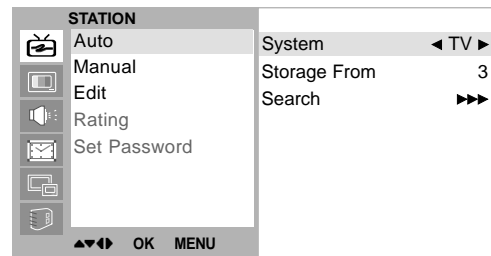 STATION
Auto
Manual
Edit
Rating
Set Password
System ◄ TV ►
Storage From 3
Search ►►►
▲▼◄► OK MENU